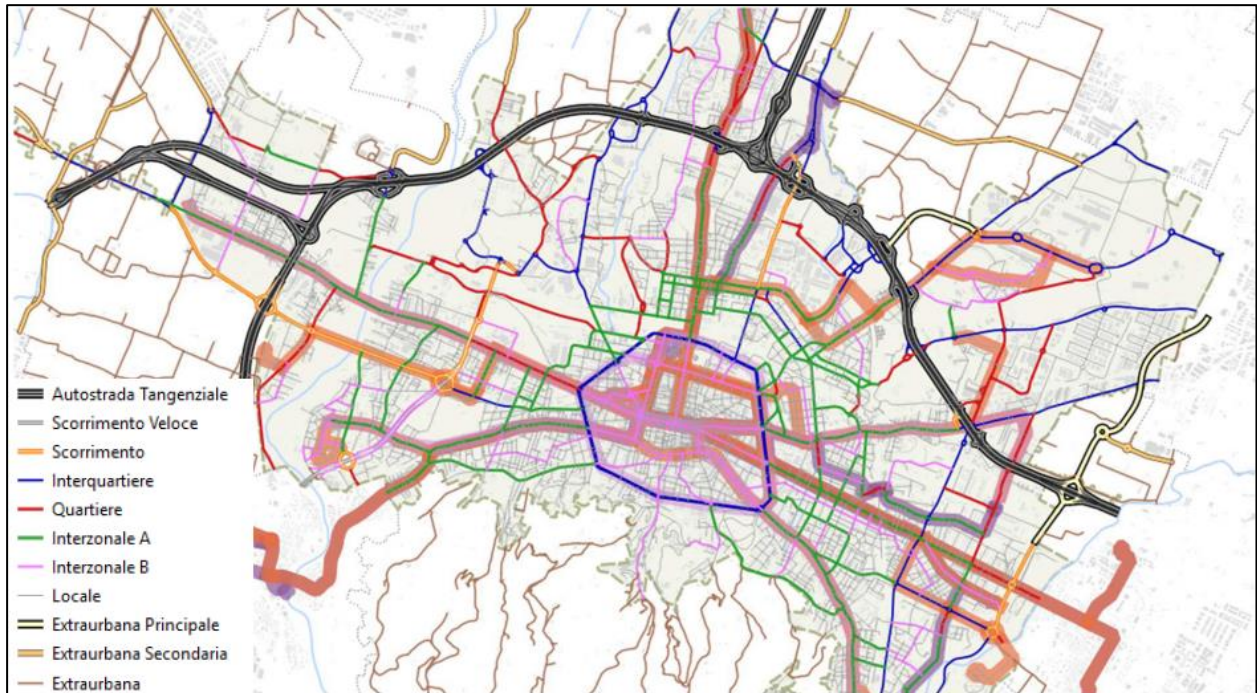 Autostrada Tangenziale
Scorrimento Veloce
Scorrimento
Interquartiere
Quartiere
Interzonale A
Interzonale B
Locale
Extraurbana Principale
Extraurbana Secondaria
Extraurbana